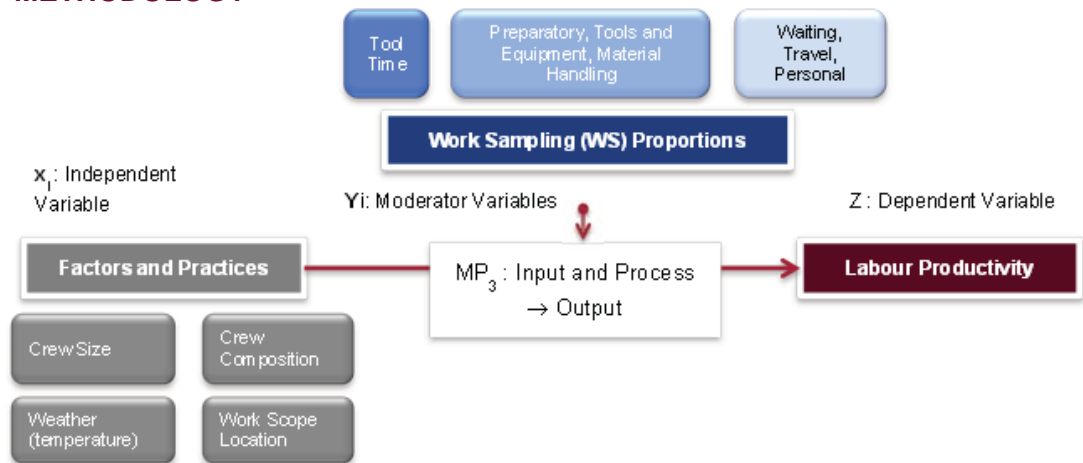 METHODOLOGY
Tool
Time
Preparatory, Tools and
Equipment, Material
Handling
Waiting,
Travel,
Personal
Work Sampling (WS) Proportions
xᵢ: Independent
Variable
Yi: Moderator Variables
Z : Dependent Variable
Factors and Practices
MP₃ : Input and Process
→ Output
Labour Productivity
Crew Size
Crew
Composition
Weather
(temperature)
Work Scope
Location